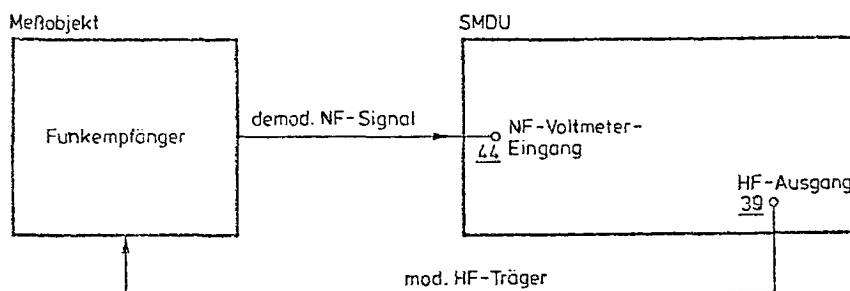 Meßobjekt
SMDU
Funkempfänger
demod. NF-Signal
NF-Voltmeter-
Eingang
44
HF-Ausgang
39
mod. HF-Träger